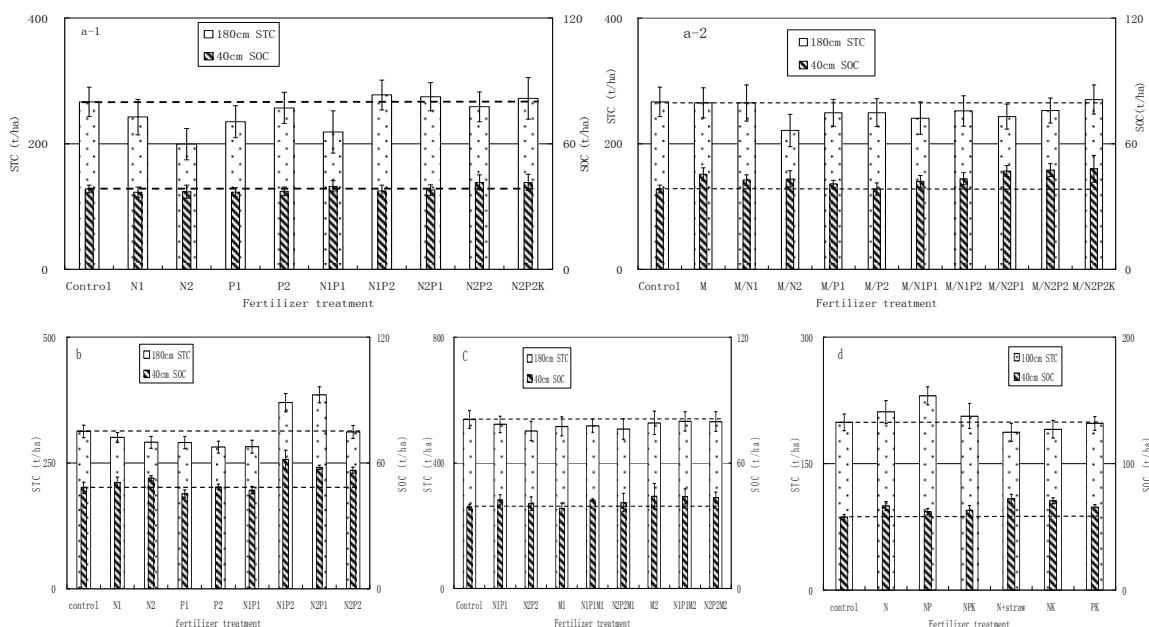 400
200
0
STC (t/ha)
a-1
180cm STC
40cm SOC
120
60
0
SOC (t/ha)
Control N1 N2 P1 P2 N1P1 N1P2 N2P1 N2P2 N2P2K
Fertilizer treatment
400
200
0
STC (t/ha)
a-2
180cm STC
40cm SOC
120
60
0
SOC(t/ha)
Control M M/N1 M/N2 M/P1 M/P2 M/N1P1 M/N1P2 M/N2P1 M/N2P2 M/N2P2K
Fertilizer treatment
500
250
0
STC (t/ha)
b
180cm STC
40cm SOC
120
60
0
SOC (t/ha)
control N1 N2 P1 P2 N1P1 N1P2 N2P1 N2P2
fertilizer treatment
800
400
0
STC (t/ha)
C
180cm STC
40cm SOC
120
60
0
SOC (t/ha)
Control N1P1 N2P2 M1 N1P1M1 N2P2M1 M2 N1P1M2 N2P2M2
Fertilizer treatment
300
150
0
STC (t/ha)
d
100cm STC
40cm SOC
200
100
0
SOC (t/ha)
control N NP NPK N+straw NK PK
Fertilizer treatment